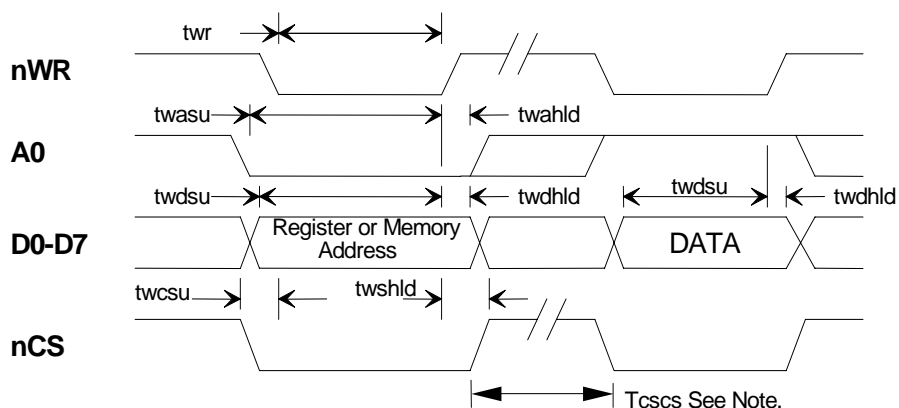 twr
nWR
twasu
twahld
A0
twdsu
twdhld
twdsu
twdhld
D0-D7
Register or Memory
Address
DATA
twcsu
twshld
nCS
Tcscs See Note.